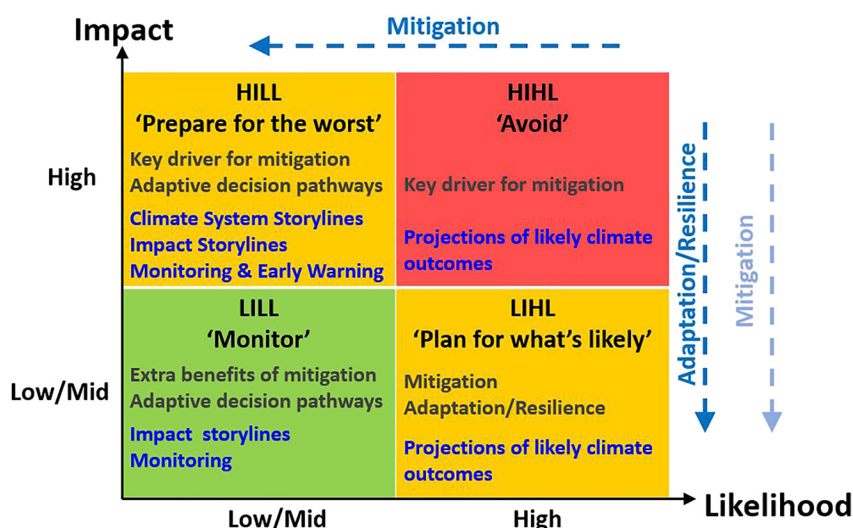 Impact
Mitigation
HILL
‘Prepare for the worst’
Key driver for mitigation
Adaptive decision pathways
Climate System Storylines
Impact Storylines
Monitoring & Early Warning
HIHL
‘Avoid’
Key driver for mitigation
Projections of likely climate
outcomes
High
LILL
‘Monitor’
Extra benefits of mitigation
Adaptive decision pathways
Impact storylines
Monitoring
LIHL
‘Plan for what’s likely’
Mitigation
Adaptation/Resilience
Projections of likely climate
outcomes
Low/Mid
Adaptation/Resilience
Mitigation
Low/Mid
High
Likelihood